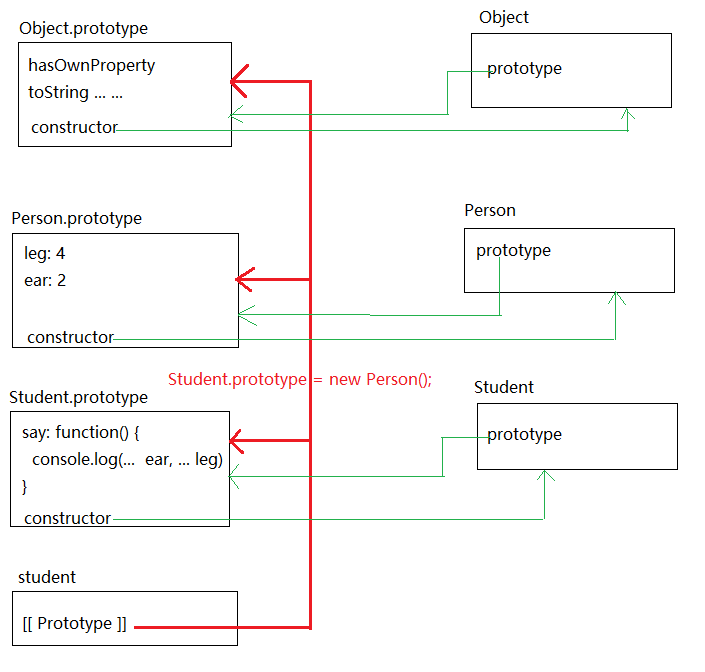 Object.prototype
hasOwnProperty
toString ... ...
constructor
Object
prototype
Person.prototype
leg: 4
ear: 2
constructor
Person
prototype
Student.prototype = new Person();
Student.prototype
say: function() {
console.log(... ear, ... leg)
}
constructor
Student
prototype
student
[[ Prototype ]]